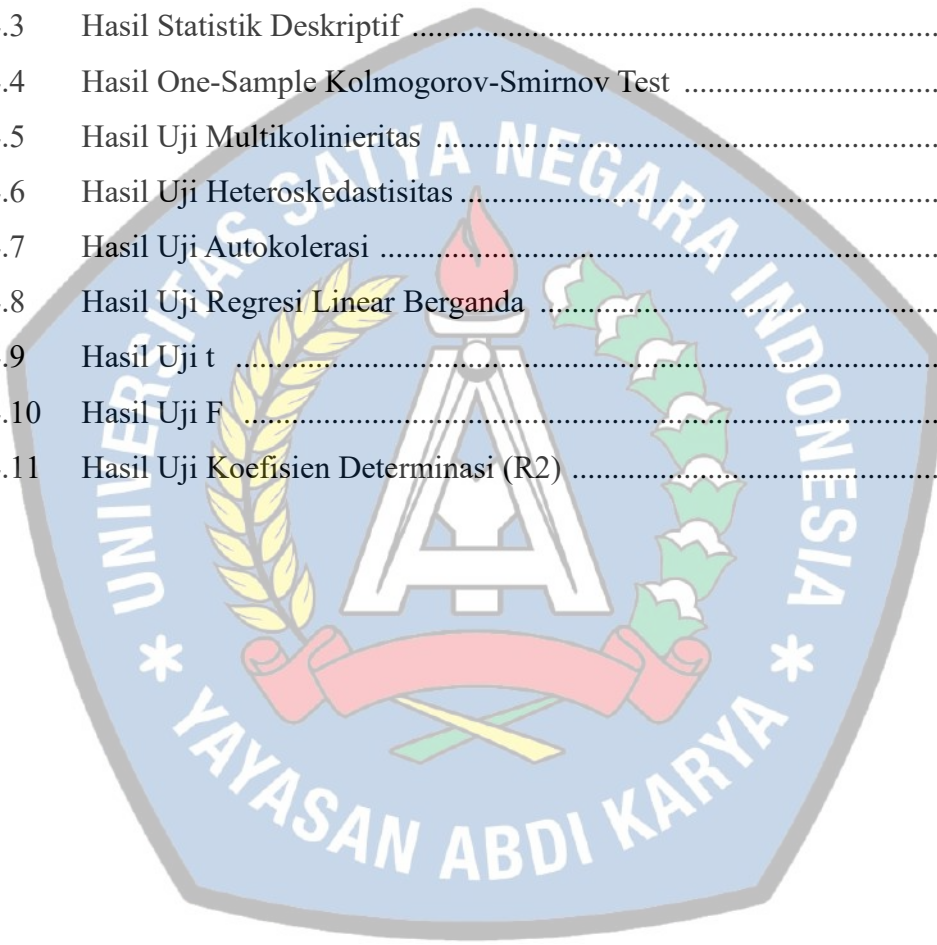 .3 Hasil Statistik Deskriptif ........................................................................
.4 Hasil One-Sample Kolmogorov-Smirnov Test ...................................
.5 Hasil Uji Multikolinieritas ....................................................................
.6 Hasil Uji Heteroskedastisitas .................................................................
.7 Hasil Uji Autokolerasi ..........................................................................
.8 Hasil Uji Regresi Linear Berganda .....................................................
.9 Hasil Uji t ...........................................................................................
.10 Hasil Uji F ..........................................................................................
.11 Hasil Uji Koefisien Determinasi (R2) .................................................
UNIVERSITAS SATYA NEGARA INDONESIA
* YAYASAN ABDI KARYA *